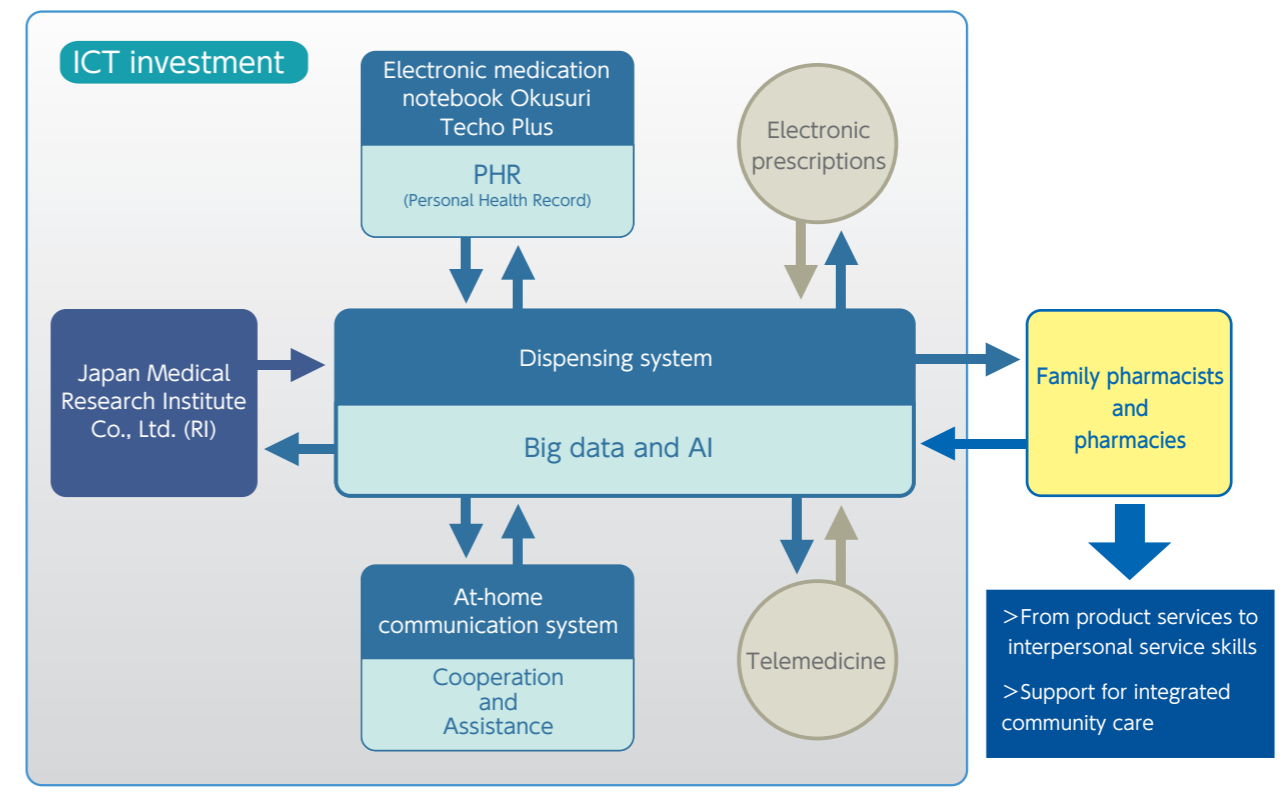 ICT investment
Electronic medication
notebook Okusuri
Techo Plus
PHR
(Personal Health Record)
Electronic
prescriptions
Japan Medical
Research Institute
Co., Ltd. (RI)
Dispensing system
Big data and AI
Family pharmacists
and
pharmacies
At-home
communication system
Cooperation
and
Assistance
Telemedicine
>From product services to
interpersonal service skills
>Support for integrated
community care